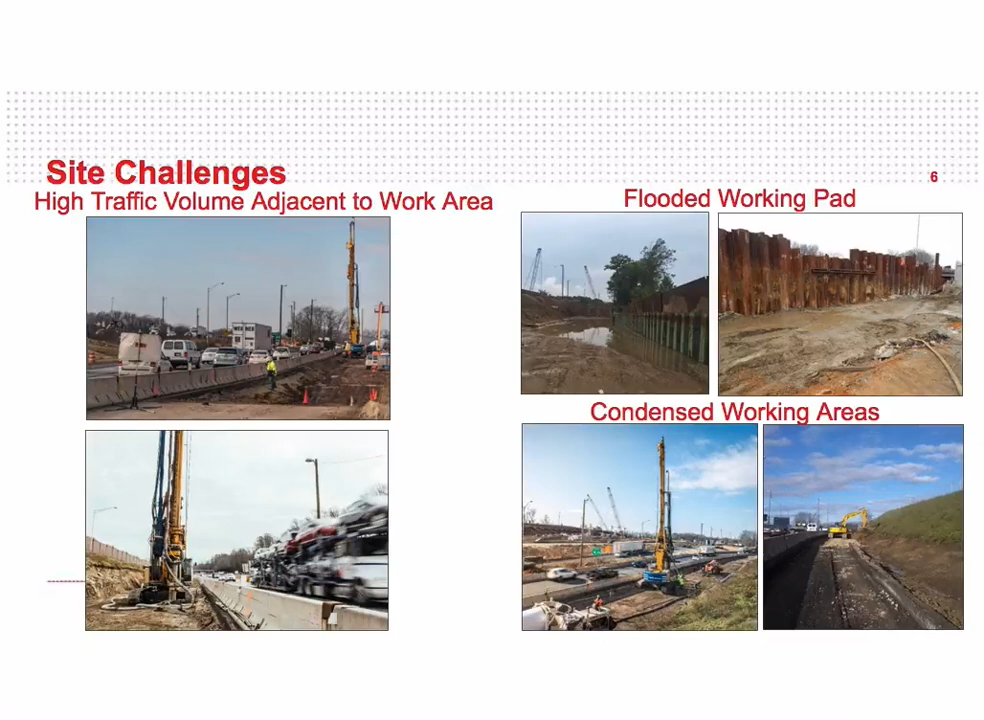 Site Challenges
6
High Traffic Volume Adjacent to Work Area
Flooded Working Pad
Condensed Working Areas